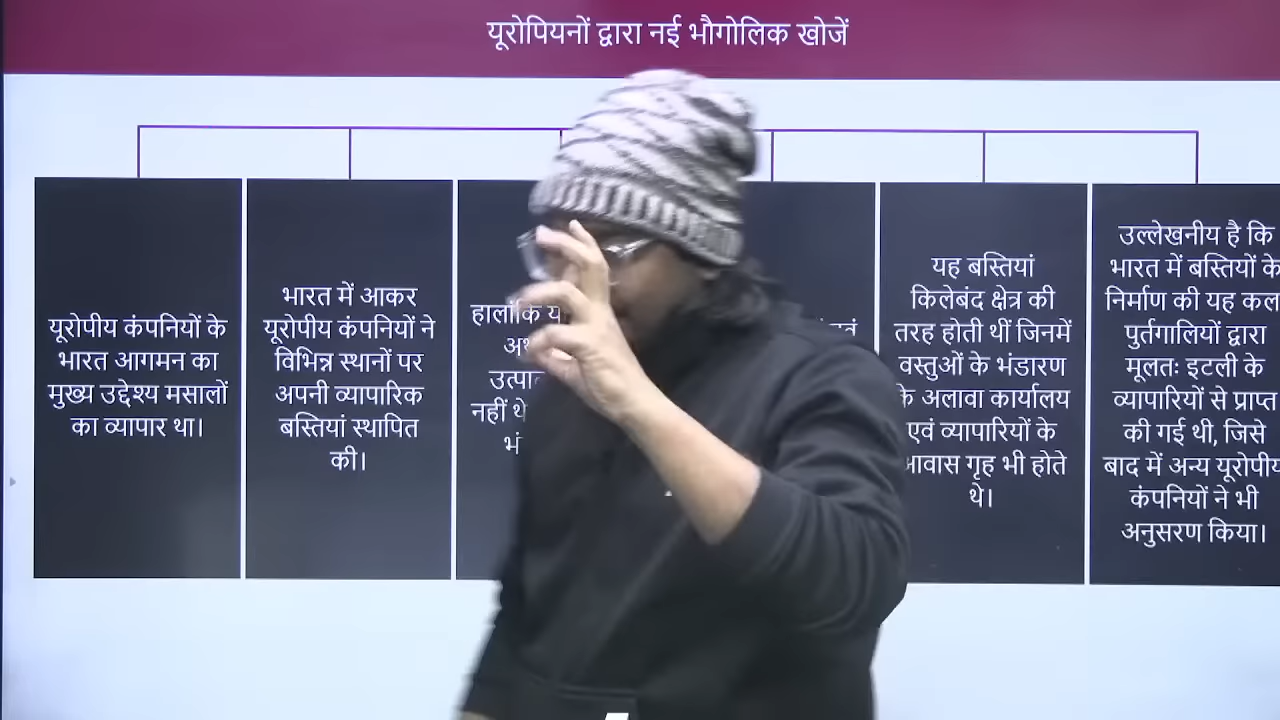 यूरोपियनों द्वारा नई भौगोलिक खोजें
यूरोपीय कंपनियों के
भारत आगमन का
मुख्य उद्देश्य मसालों
का व्यापार था।
भारत में आकर
यूरोपीय कंपनियों ने
विभिन्न स्थानों पर
अपनी व्यापारिक
बस्तियां स्थापित
की।
हालांकि
नहीं थे
यह बस्तियां
किलेबंद क्षेत्र की
तरह होती थीं जिनमें
वस्तुओं के भंडारण
के अलावा कार्यालय
एवं व्यापारियों के
आवास गृह भी होते
थे।
उल्लेखनीय है कि
भारत में बस्तियों के
निर्माण की यह कला
पुर्तगालियों द्वारा
मूलतः इटली के
व्यापारियों से प्राप्त
की गई थी, जिसे
बाद में अन्य यूरोपीय
कंपनियों ने भी
अनुसरण किया।